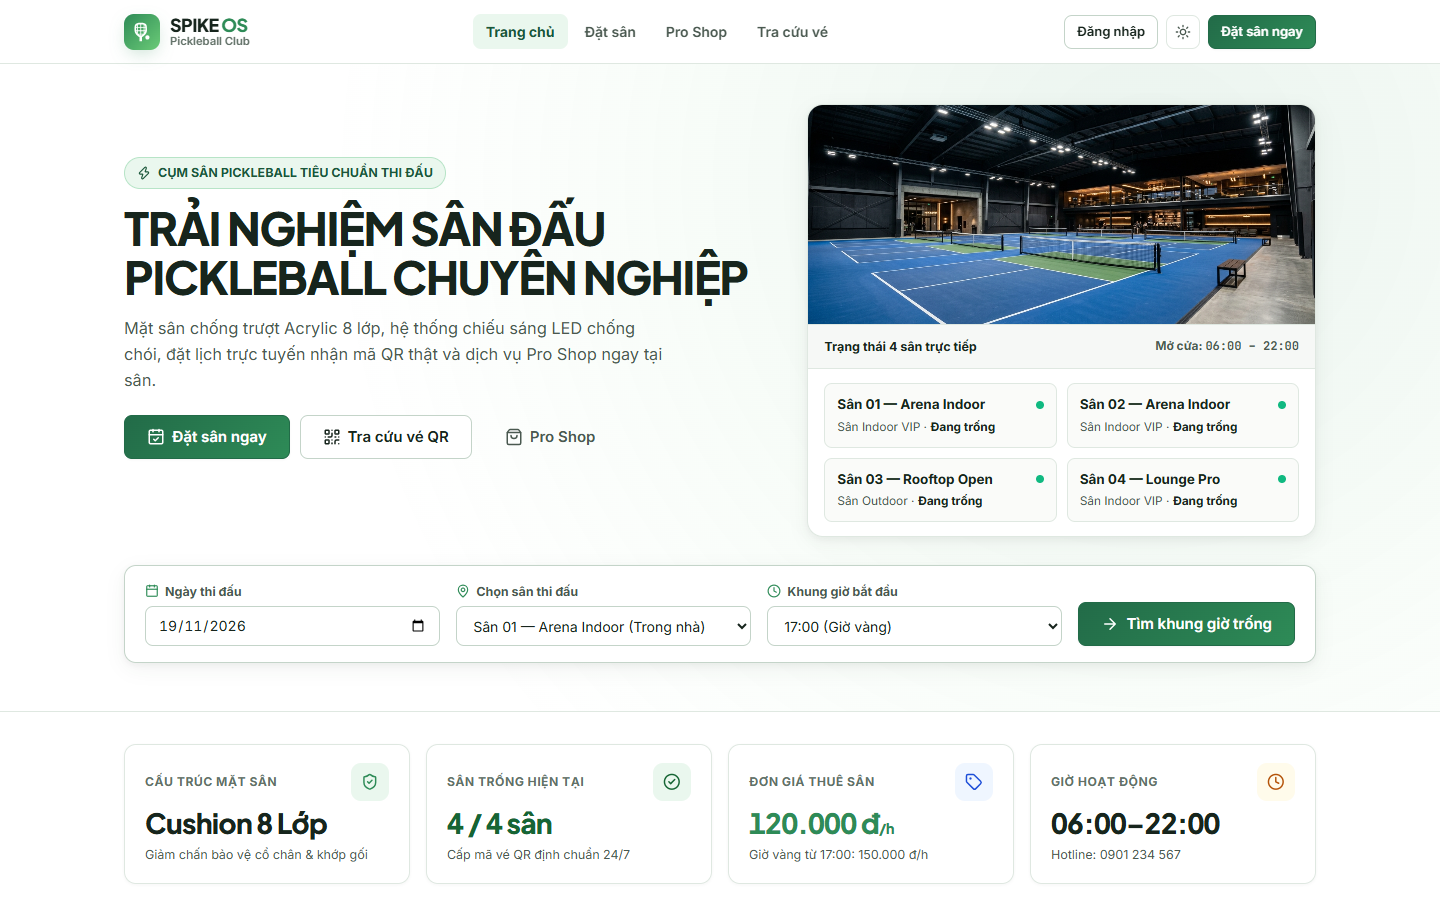 SPIKE OS
Pickleball Club
Trang chủ
Đặt sân
Pro Shop
Tra cứu vé
Đăng nhập
Đặt sân ngay
CỤM SÂN PICKLEBALL TIÊU CHUẨN THI ĐẤU
TRẢI NGHIỆM SÂN ĐẤU
PICKLEBALL CHUYÊN NGHIỆP
Mặt sân chống trượt Acrylic 8 lớp, hệ thống chiếu sáng LED chống
chói, đặt lịch trực tuyến nhận mã QR thật và dịch vụ Pro Shop ngay tại
sân.
Đặt sân ngay
Tra cứu vé QR
Pro Shop
Trạng thái 4 sân trực tiếp
Mở cửa: 06:00 – 22:00
Sân 01 — Arena Indoor
Sân Indoor VIP · Đang trống
Sân 02 — Arena Indoor
Sân Indoor VIP · Đang trống
Sân 03 — Rooftop Open
Sân Outdoor · Đang trống
Sân 04 — Lounge Pro
Sân Indoor VIP · Đang trống
Ngày thi đấu
19/11/2026
Chọn sân thi đấu
Sân 01 — Arena Indoor (Trong nhà)
Khung giờ bắt đầu
17:00 (Giờ vàng)
Tìm khung giờ trống
CẤU TRÚC MẶT SÂN
Cushion 8 Lớp
Giảm chấn bảo vệ cổ chân & khớp gối
SÂN TRỐNG HIỆN TẠI
4 / 4 sân
Cấp mã vé QR định chuẩn 24/7
ĐƠN GIÁ THUÊ SÂN
120.000 đ/h
Giờ vàng từ 17:00: 150.000 đ/h
GIỜ HOẠT ĐỘNG
06:00–22:00
Hotline: 0901 234 567